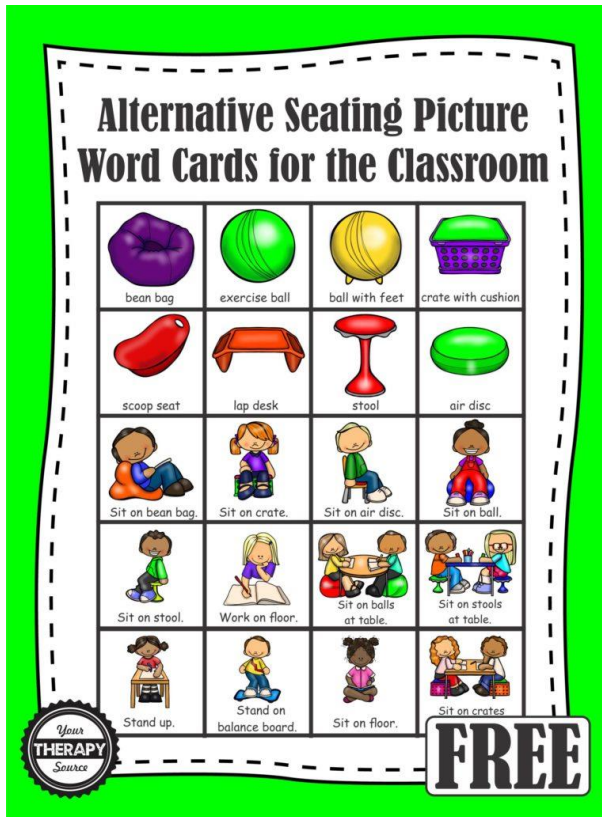 Alternative Seating Picture
Word Cards for the Classroom
bean bag
exercise ball
ball with feet
crate with cushion
scoop seat
lap desk
stool
air disc
Sit on bean bag.
Sit on crate.
Sit on air disc.
Sit on ball.
Sit on stool.
Work on floor.
Sit on balls
at table.
Sit on stools
at table.
Stand up.
Stand on
balance board.
Sit on floor.
Sit on crates
Your
THERAPY
Source
FREE